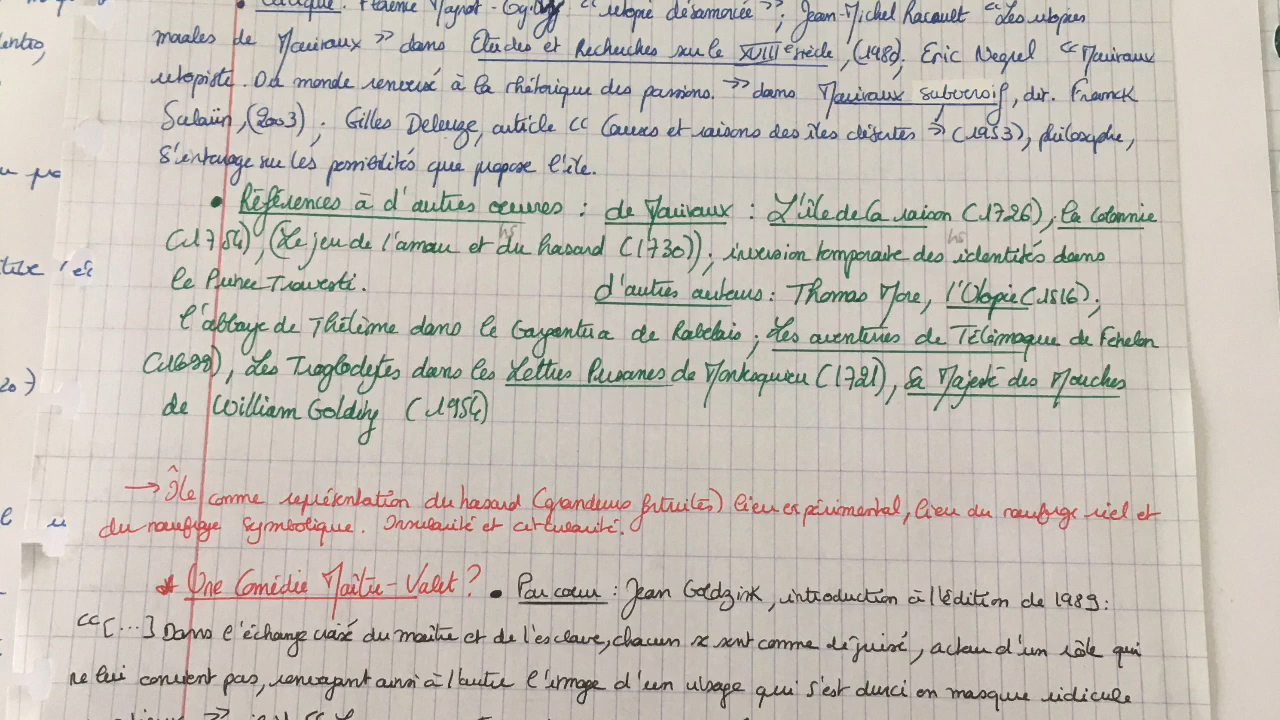 • Critique. Florence Magnot-Ogilvy « utopie désamorcée » ; Jean-Michel Racault « Les utopies
morales de Marivaux » dans Etudes et Recherches sur le XVIIIe siècle, (1980), Eric Negrel « Marivaux
utopiste. Du monde renversé à la rhétorique des passions. » dans Marivaux subversif, dir. Franck
Salaün, (2003) ; Gilles Deleuze, article « Causes et raisons des îles désertes » (1953), philosophe,
s'interroge sur les possibilités que propose l'île.
• Références à d'autres œuvres : de Marivaux : L'île de la raison (1726), la Colonnie
(1754), (Le jeu de l'amour et du hasard (1730)) ; inversion temporaire des identités dans
hs hs
le Prince Travesti. d'autres auteurs : Thomas More, l'Utopie (1516) ;
l'abbaye de Thélème dans le Gargantua de Rabelais ; Les aventures de Télémaque de Fénelon
(1699), Les Troglodytes dans les Lettres Persanes de Montesquieu (1721), Sa Majesté des Mouches
de William Golding (1954)
→ Île comme représentation du hasard (grandeurs fortuites) lieu expérimental, lieu du naufrage réel et
du naufrage symbolique. Insularité et circularité.
* Une Comédie Maître-Valet ? • Par cœur : Jean Goldzink, introduction à l'édition de 1989 :
« [...] Dans l'échange croisé du maître et de l'esclave, chacun se sent comme déguisé, acteur d'un rôle qui
ne lui convient pas, renvoyant ainsi à l'autre l'image d'un visage qui s'est durci en masque ridicule